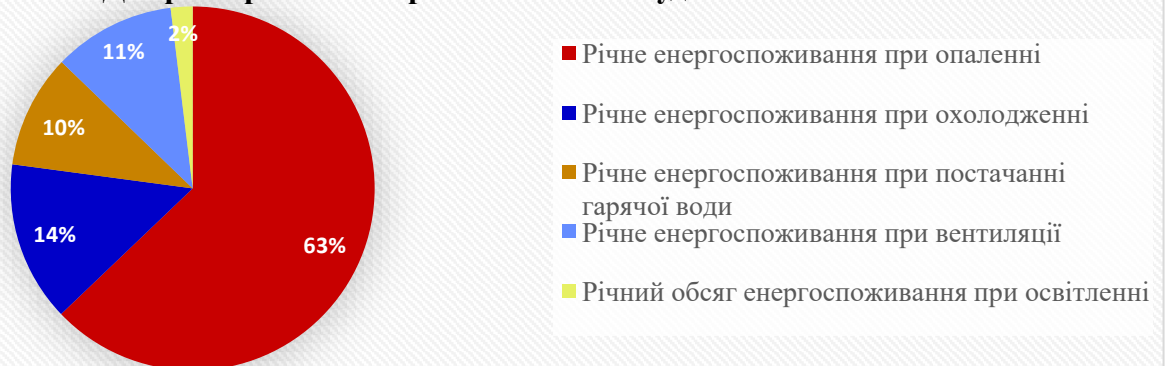 2%
11%
10%
14%
63%
Річне енергоспоживання при опаленні
Річне енергоспоживання при охолодженні
Річне енергоспоживання при постачанні
гарячої води
Річне енергоспоживання при вентиляції
Річний обсяг енергоспоживання при освітленні